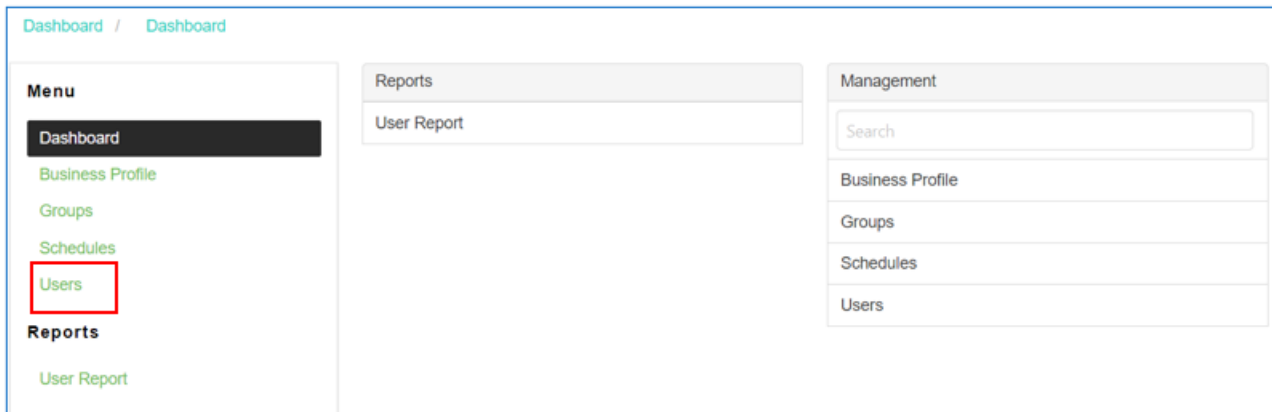 Dashboard / Dashboard
Menu
Dashboard
Business Profile
Groups
Schedules
Users
Reports
User Report
Reports
User Report
Management
Search
Business Profile
Groups
Schedules
Users